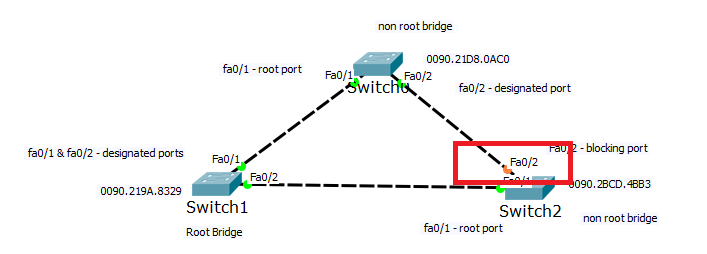 non root bridge
0090.21D8.0AC0
fa0/1 - root port
Fa0/1
Fa0/2
Switch0
fa0/2 - designated port
fa0/1 & fa0/2 - designated ports
Fa0/1
Fa0/2
0090.219A.8329
Switch1
Root Bridge
Fa0/2 - blocking port
Fa0/2
Fa0/1
0090.2BCD.4BB3
Switch2
non root bridge
fa0/1 - root port